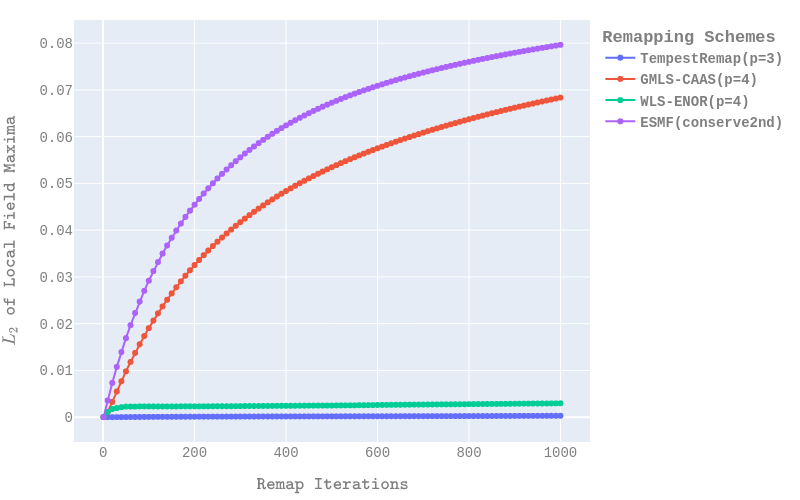 Remapping Schemes
TempestRemap(p=3)
GMLS-CAAS(p=4)
WLS-ENOR(p=4)
ESMF(conserve2nd)
L₂ of Local Field Maxima
0.08
0.07
0.06
0.05
0.04
0.03
0.02
0.01
0
0 200 400 600 800 1000
Remap Iterations